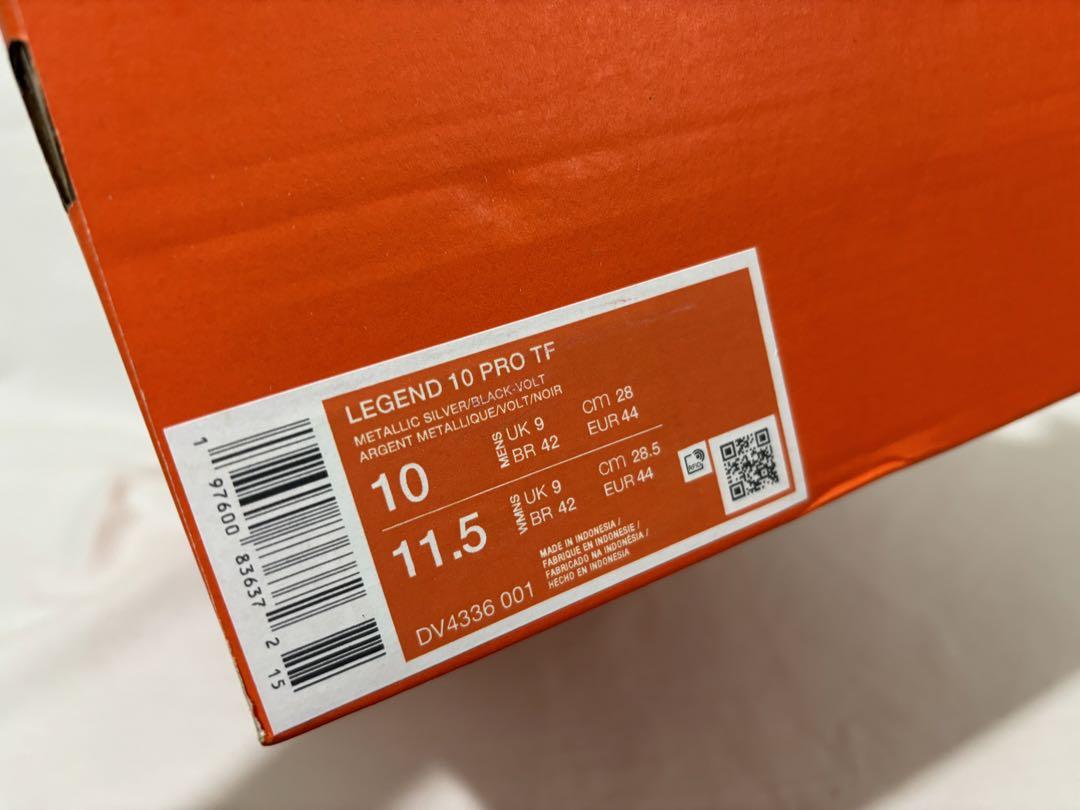 LEGEND 10 PRO TF
METALLIC SILVER/BLACK-VOLT
ARGENT METALLIQUE/VOLT/NOIR
10
MENS
UK 9
BR 42
cm 28
EUR 44
11.5
WMNS
UK 9
BR 42
cm 28.5
EUR 44
RFID
DV4336 001
MADE IN INDONESIA /
FABRIQUE EN INDONESIE /
FABRICADO NA INDONÉSIA /
HECHO EN INDONESIA
1 97600 83637 2 15